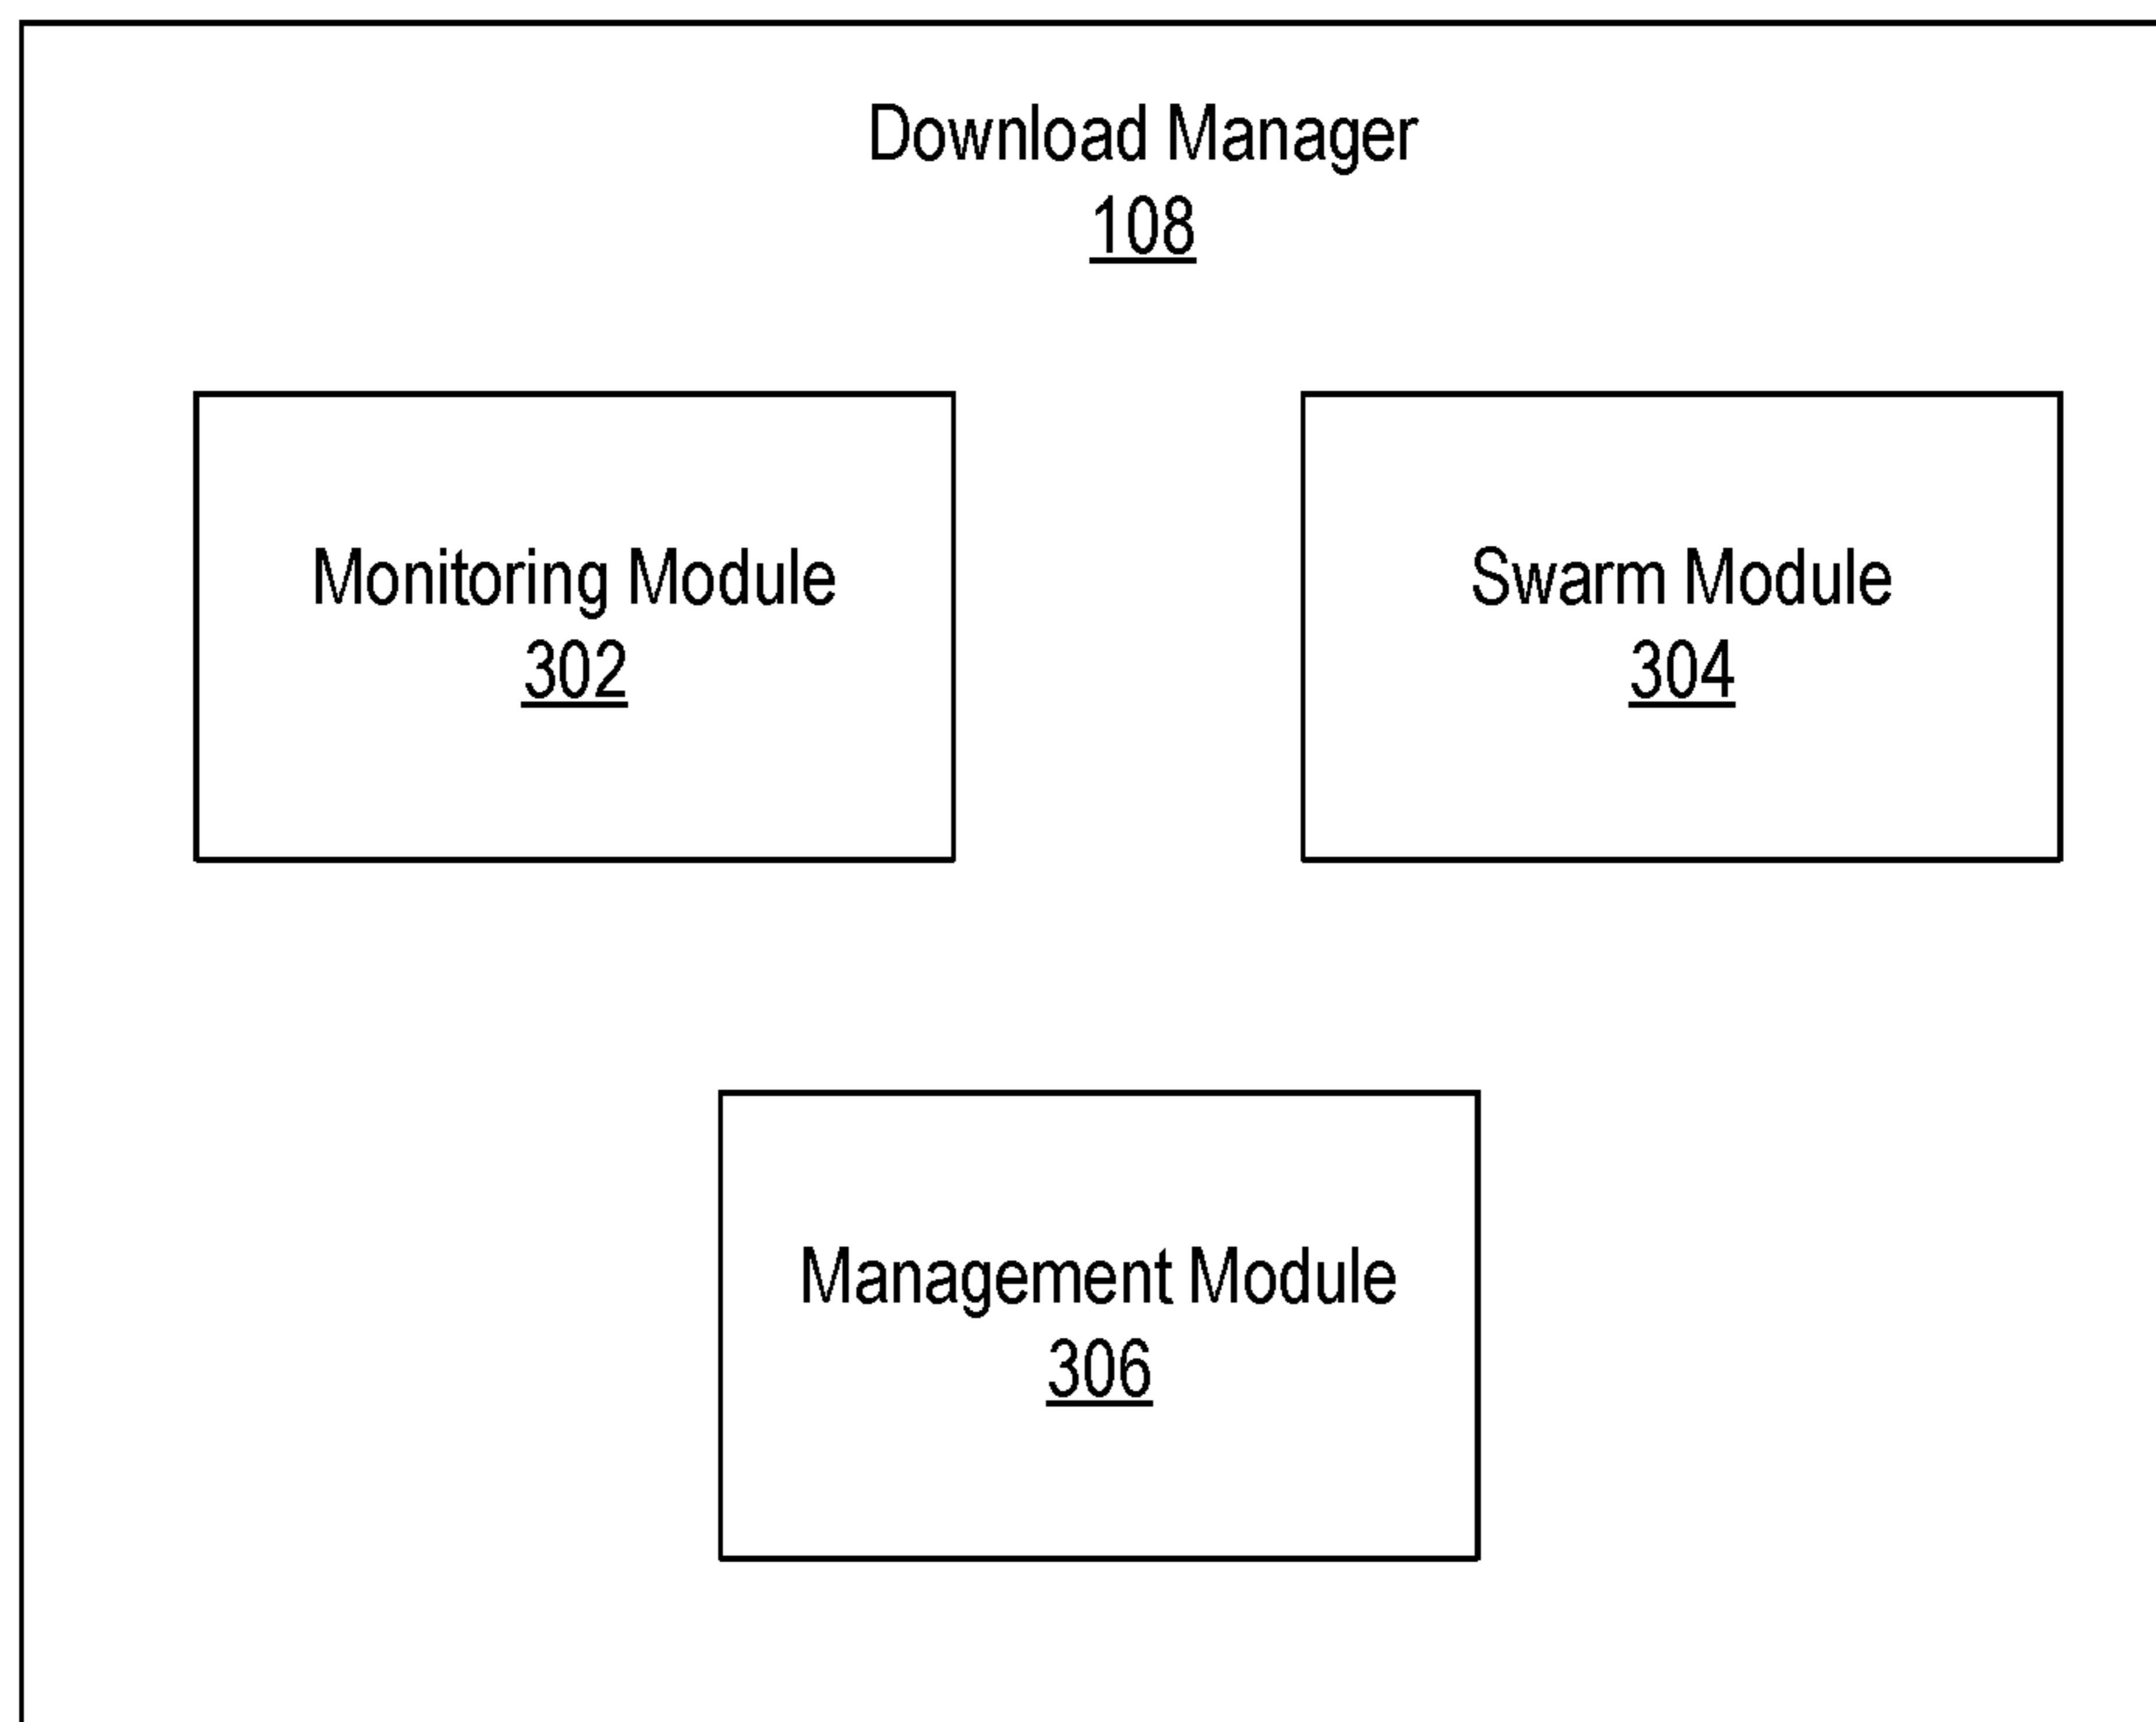 Download Manager
108
Monitoring Module
302
Swarm Module
304
Management Module
306